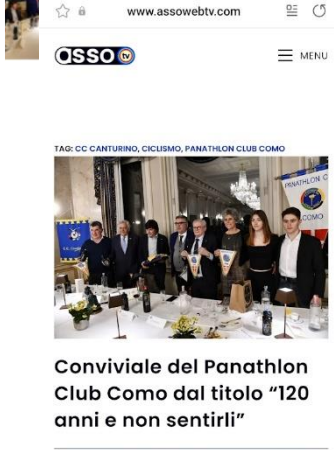 www.assowebtv.com
asso tv
MENU
TAG: CC CANTURINO, CICLISMO, PANATHLON CLUB COMO
PANATHLON C
COMO
Conviviale del Panathlon
Club Como dal titolo “120
anni e non sentirli”